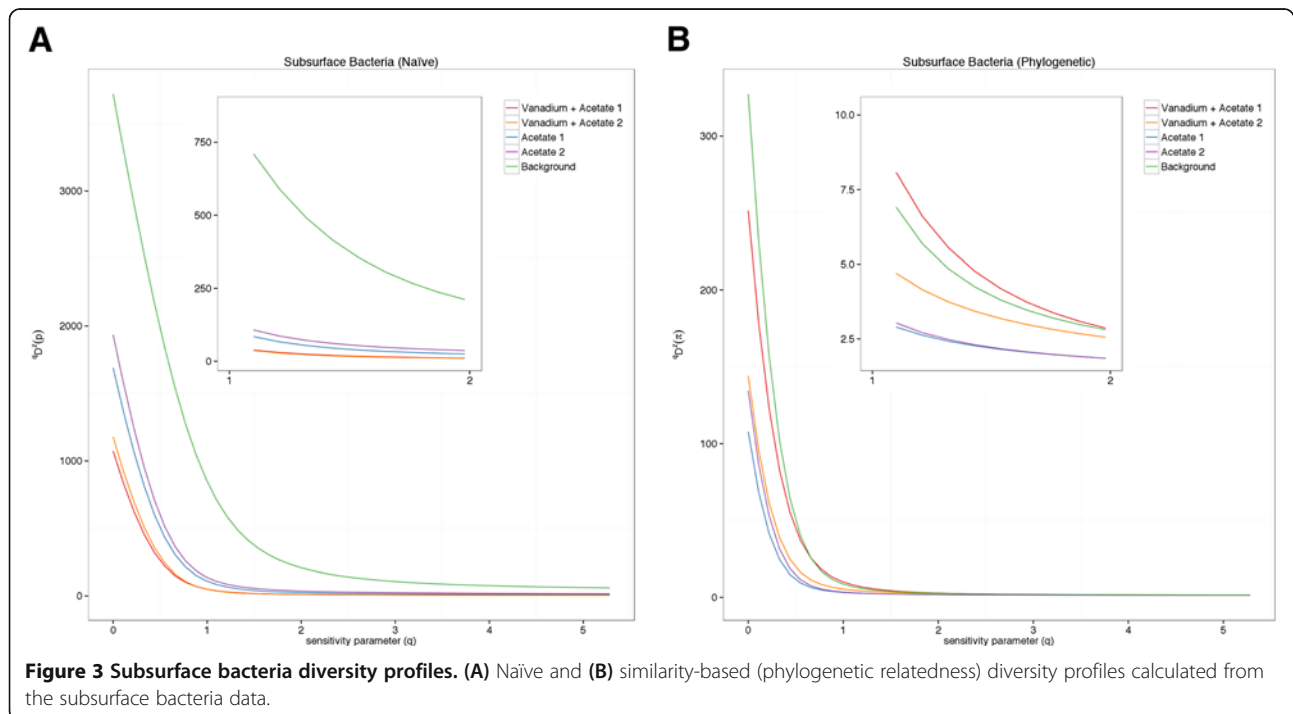 A
Subsurface Bacteria (Naïve)
qDZ(p)
3000
2000
1000
0
0
1
2
3
4
5
sensitivity parameter (q)
750
500
250
0
1
2
Vanadium + Acetate 1
Vanadium + Acetate 2
Acetate 1
Acetate 2
Background
B
Subsurface Bacteria (Phylogenetic)
qDZ(π)
300
200
100
0
0
1
2
3
4
5
sensitivity parameter (q)
10.0
7.5
5.0
2.5
1
2
Vanadium + Acetate 1
Vanadium + Acetate 2
Acetate 1
Acetate 2
Background
Figure 3 Subsurface bacteria diversity profiles. (A) Naïve and (B) similarity-based (phylogenetic relatedness) diversity profiles calculated from
the subsurface bacteria data.